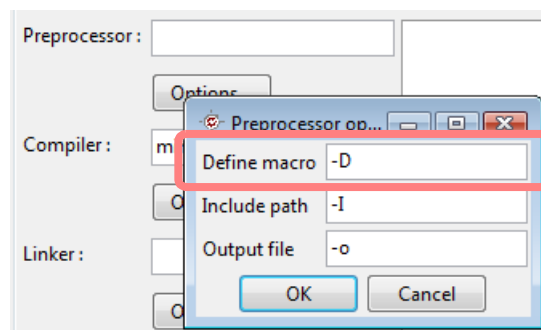 Preprocessor :
Options...
Preprocessor op...
Compiler :
m
Define macro -D
O
Include path -I
Linker :
Output file -o
OK Cancel
O